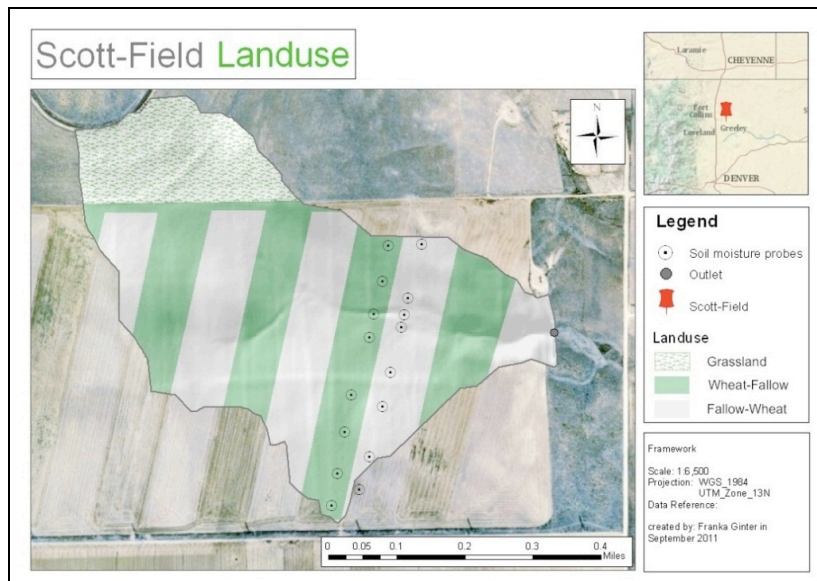 Scott-Field Landuse
N
Laramie
CHEYENNE
Fort
Collins
Greeley
Loveland
DENVER
Legend
Soil moisture probes
Outlet
Scott-Field
Landuse
Grassland
Wheat-Fallow
Fallow-Wheat
Framework
Scale: 1:6,500
Projection: WGS_1984
UTM_Zone_13N
Data Reference:
created by: Franka Ginter in
September 2011
0 0.05 0.1 0.2 0.3 0.4
Miles